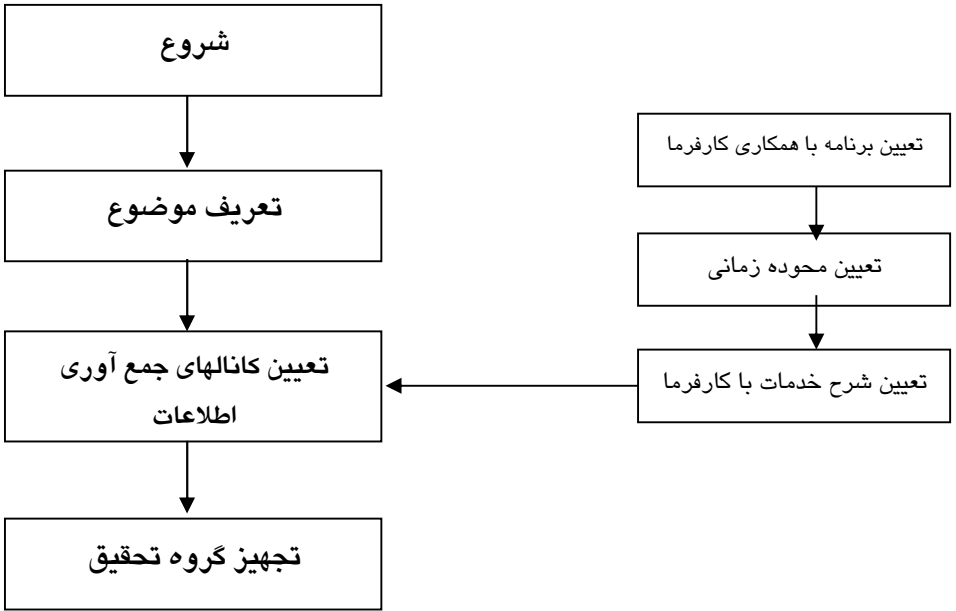 شروع
تعریف موضوع
تعیین کانالهای جمع آوری
اطلاعات
تجهیز گروه تحقیق
تعیین برنامه با همکاری کارفرما
تعیین محوده زمانی
تعیین شرح خدمات با کارفرما